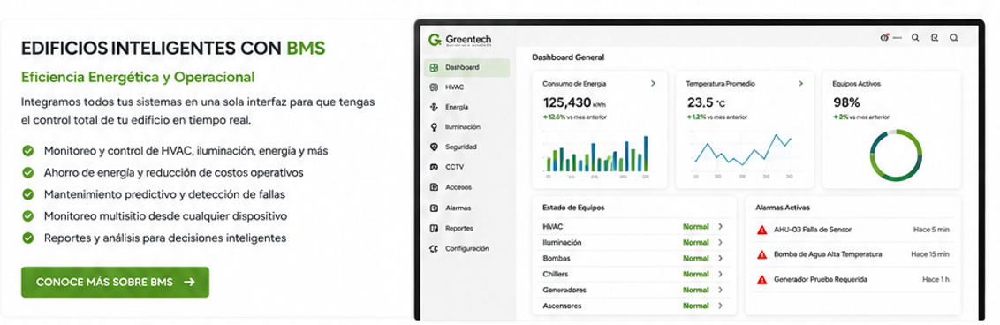 EDIFICIOS INTELIGENTES CON BMS
Eficiencia Energética y Operacional
Integramos todos tus sistemas en una sola interfaz para que tengas
el control total de tu edificio en tiempo real.
Monitoreo y control de HVAC, iluminación, energía y más
Ahorro de energía y reducción de costos operativos
Mantenimiento predictivo y detección de fallas
Monitoreo multisitio desde cualquier dispositivo
Reportes y análisis para decisiones inteligentes
CONOCE MÁS SOBRE BMS
Greentech
Dashboard
HVAC
Energía
Iluminación
Seguridad
CCTV
Accesos
Alarmas
Reportes
Configuración
Dashboard General
Consumo de Energía
125,430 kWh
+12.5% vs mes anterior
Temperatura Promedio
23.5 °C
+1.2% vs mes anterior
Equipos Activos
98%
+2% vs mes anterior
Estado de Equipos
HVAC Normal
Iluminación Normal
Bombas Normal
Chillers Normal
Generadores Normal
Ascensores Normal
Alarmas Activas
AHU-03 Falla de Sensor Hace 5 min
Bomba de Agua Alta Temperatura Hace 15 min
Generador Prueba Requerida Hace 1 h